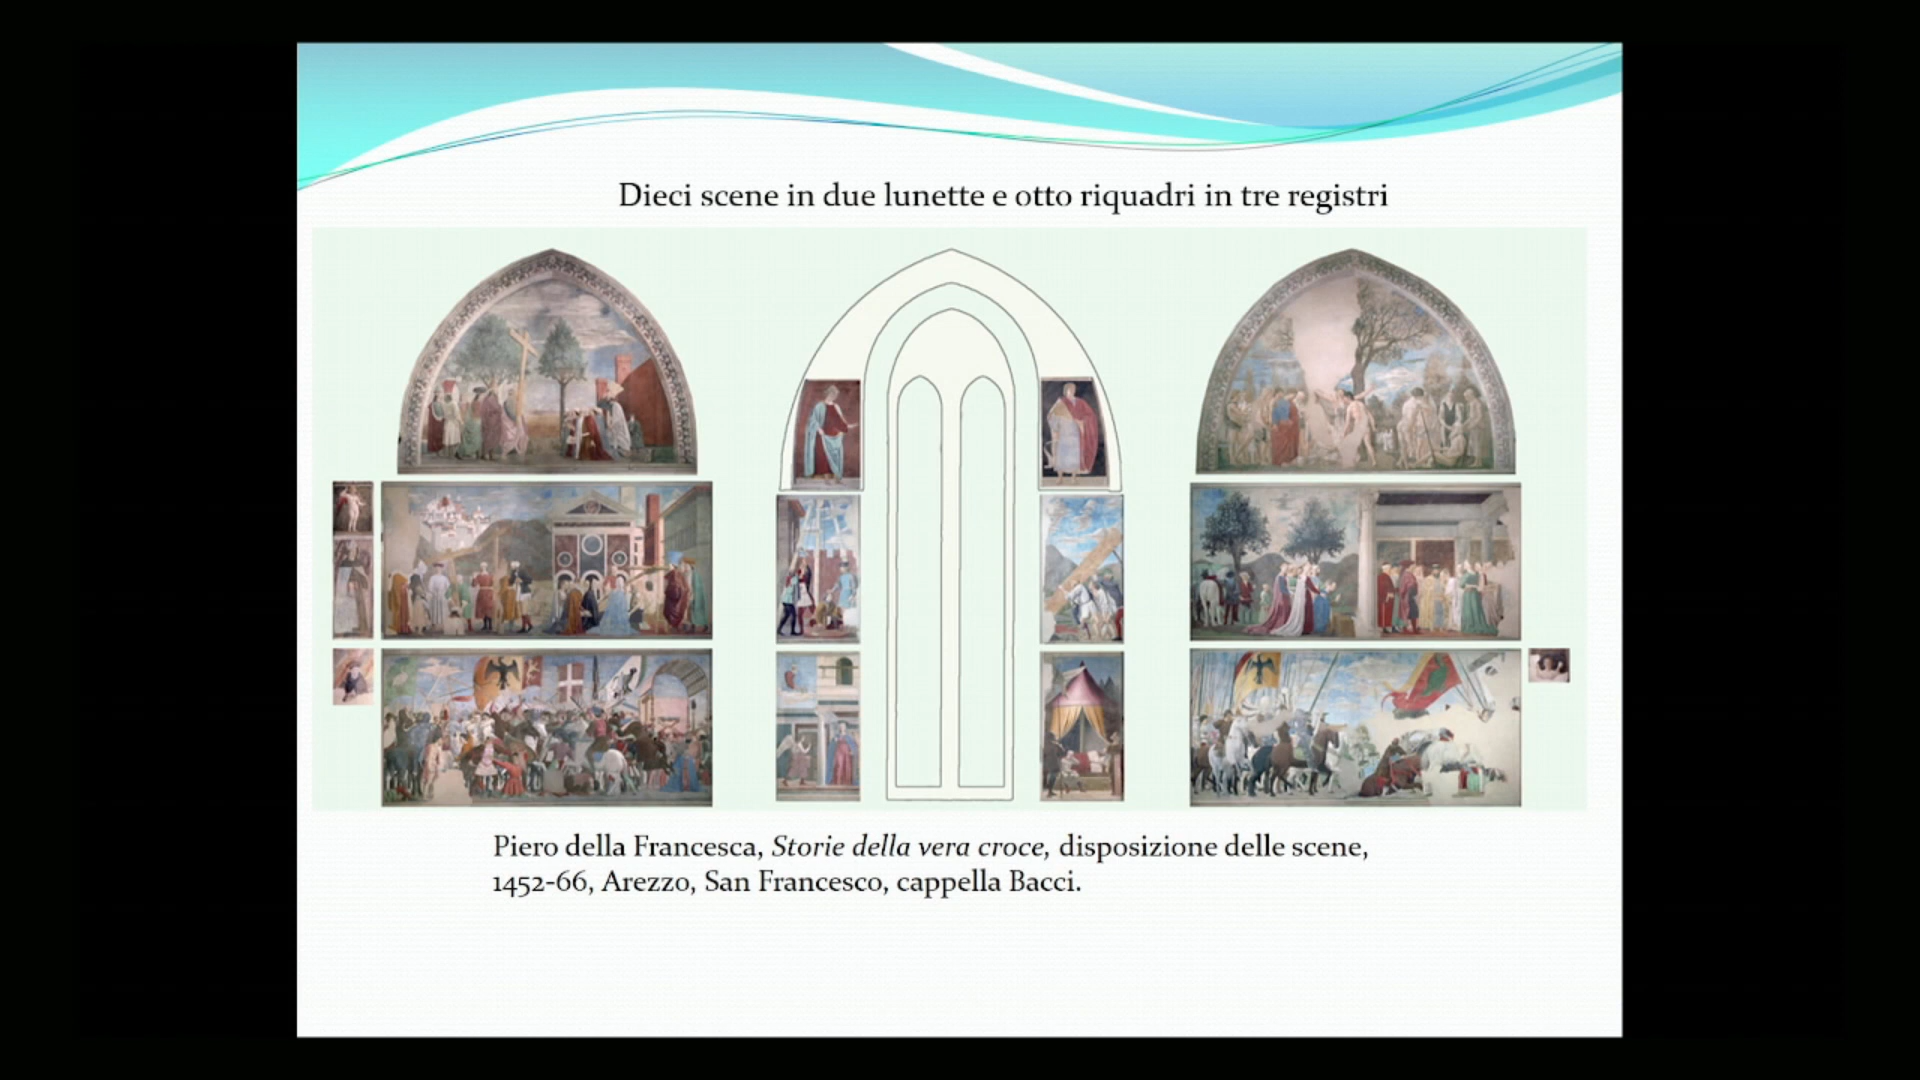 Dieci scene in due lunette e otto riquadri in tre registri
Piero della Francesca, Storie della vera croce, disposizione delle scene,
1452-66, Arezzo, San Francesco, cappella Bacci.